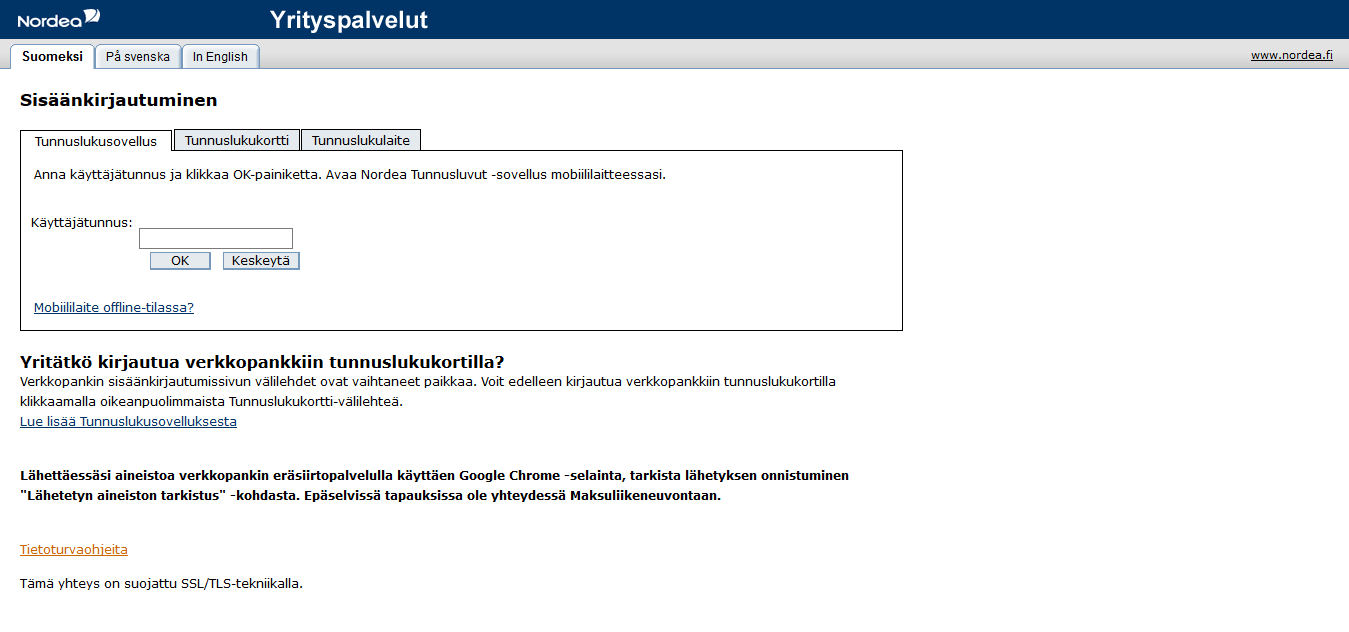 Nordea
Yrityspalvelut
Suomeksi
På svenska
In English
www.nordea.fi
Sisäänkirjautuminen
Tunnuslukusovellus
Tunnuslukukortti
Tunnuslukulaite
Anna käyttäjätunnus ja klikkaa OK-painiketta. Avaa Nordea Tunnusluvut -sovellus mobiililaitteessasi.
Käyttäjätunnus:
OK
Keskeytä
Mobiililaite offline-tilassa?
Yritätkö kirjautua verkkopankkiin tunnuslukukortilla?
Verkkopankin sisäänkirjautumissivun välilehdet ovat vaihtaneet paikkaa. Voit edelleen kirjautua verkkopankkiin tunnuslukukortilla
klikkaamalla oikeanpuolimmaista Tunnuslukukortti-välilehteä.
Lue lisää Tunnuslukusovelluksesta
Lähettäessäsi aineistoa verkkopankin eräsiirtopalvelulla käyttäen Google Chrome -selainta, tarkista lähetyksen onnistuminen
"Lähetetyn aineiston tarkistus" -kohdasta. Epäselvissä tapauksissa ole yhteydessä Maksuliikeneuvontaan.
Tietoturvaohjeita
Tämä yhteys on suojattu SSL/TLS-tekniikalla.